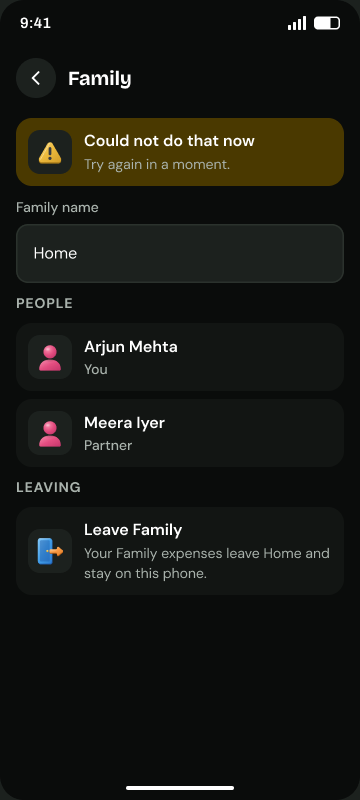 9:41
Family
Could not do that now
Try again in a moment.
Family name
Home
PEOPLE
Arjun Mehta
You
Meera Iyer
Partner
LEAVING
Leave Family
Your Family expenses leave Home and
stay on this phone.